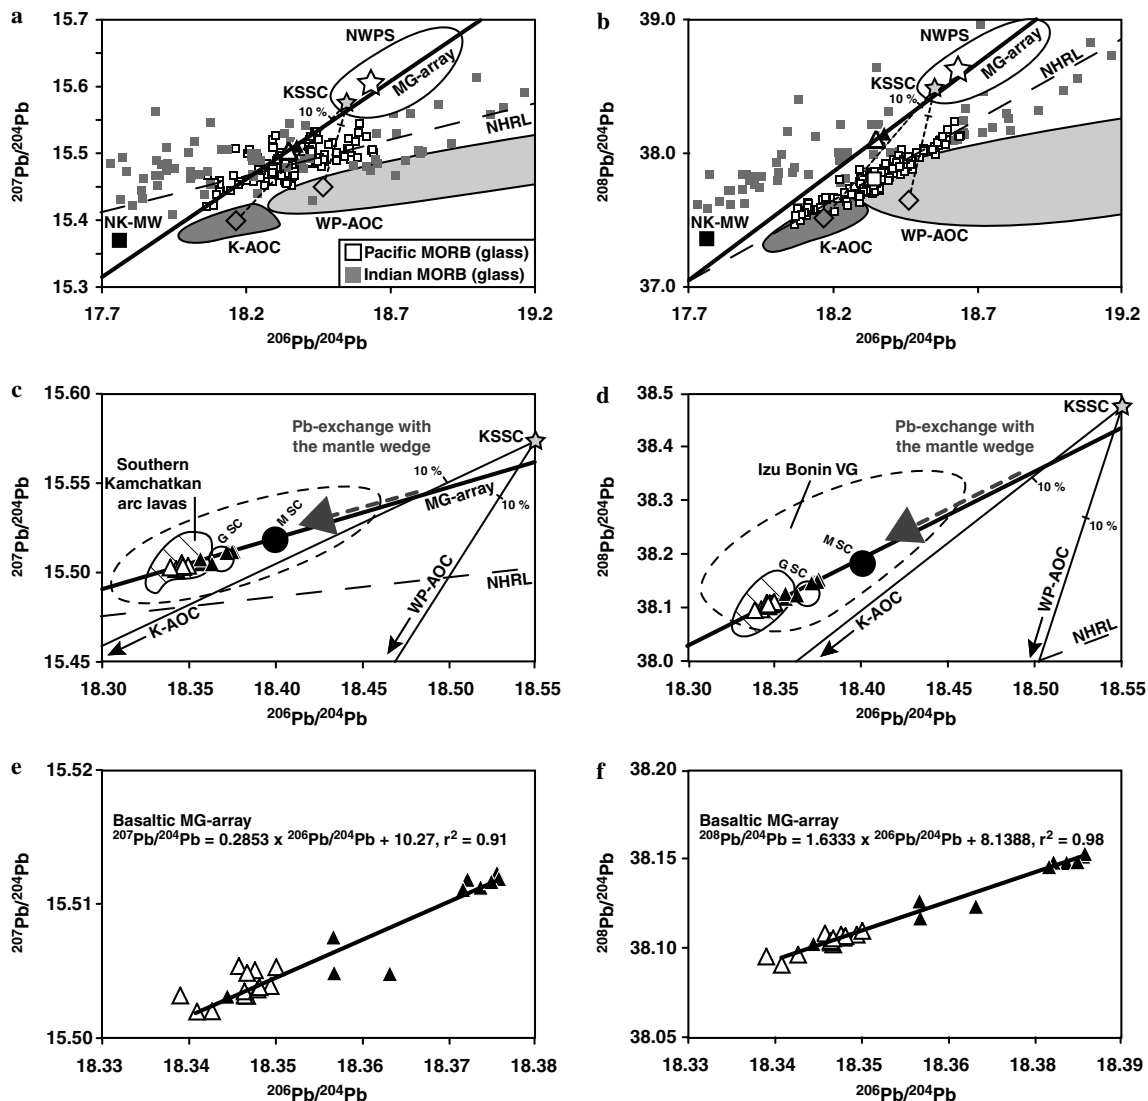 a
15.7
15.6
15.5
15.4
15.3
²⁰⁷Pb/²⁰⁴Pb
NWPS
MG-array
KSSC
10 %
NHRL
NK-MW
K-AOC
WP-AOC
Pacific MORB (glass)
Indian MORB (glass)
17.7
18.2
18.7
19.2
²⁰⁶Pb/²⁰⁴Pb
b
39.0
38.0
37.0
²⁰⁸Pb/²⁰⁴Pb
NWPS
MG-array
NHRL
KSSC
10 %
NK-MW
K-AOC
WP-AOC
17.7
18.2
18.7
19.2
²⁰⁶Pb/²⁰⁴Pb
c
15.60
15.55
15.50
15.45
²⁰⁷Pb/²⁰⁴Pb
Pb-exchange with
the mantle wedge
KSSC
Southern
Kamchatkan
arc lavas
10 %
MG-array
10 %
M SC
G SC
NHRL
K-AOC
WP-AOC
18.30
18.35
18.40
18.45
18.50
18.55
²⁰⁶Pb/²⁰⁴Pb
d
38.5
38.4
38.3
38.2
38.1
38.0
²⁰⁸Pb/²⁰⁴Pb
KSSC
Pb-exchange with
the mantle wedge
Izu Bonin VG
10 %
10 %
M SC
G SC
K-AOC
WP-AOC
NHRL
18.30
18.35
18.40
18.45
18.50
18.55
²⁰⁶Pb/²⁰⁴Pb
e
15.52
15.51
15.50
²⁰⁷Pb/²⁰⁴Pb
Basaltic MG-array
²⁰⁷Pb/²⁰⁴Pb = 0.2853 x ²⁰⁶Pb/²⁰⁴Pb + 10.27, r² = 0.91
18.33
18.34
18.35
18.36
18.37
18.38
²⁰⁶Pb/²⁰⁴Pb
f
38.20
38.15
38.10
38.05
²⁰⁸Pb/²⁰⁴Pb
Basaltic MG-array
²⁰⁸Pb/²⁰⁴Pb = 1.6333 x ²⁰⁶Pb/²⁰⁴Pb + 8.1388, r² = 0.98
18.33
18.34
18.35
18.36
18.38
18.39
²⁰⁶Pb/²⁰⁴Pb